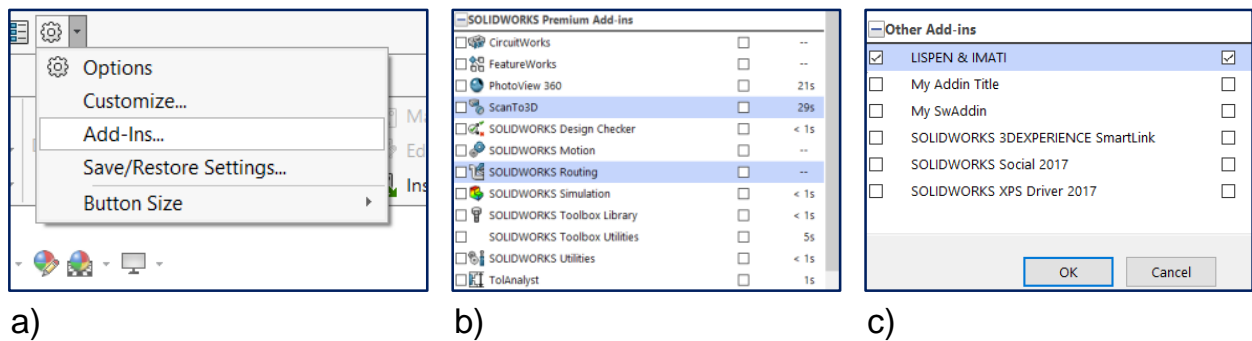 Options
Customize...
Add-Ins...
Save/Restore Settings...
Button Size
a)
SOLIDWORKS Premium Add-ins
CircuitWorks --
FeatureWorks --
PhotoView 360 21s
ScanTo3D 29s
SOLIDWORKS Design Checker < 1s
SOLIDWORKS Motion --
SOLIDWORKS Routing --
SOLIDWORKS Simulation < 1s
SOLIDWORKS Toolbox Library < 1s
SOLIDWORKS Toolbox Utilities 5s
SOLIDWORKS Utilities < 1s
TolAnalyst 1s
b)
Other Add-ins
LISPEN & IMATI
My Addin Title
My SwAddin
SOLIDWORKS 3DEXPERIENCE SmartLink
SOLIDWORKS Social 2017
SOLIDWORKS XPS Driver 2017
OK Cancel
c)